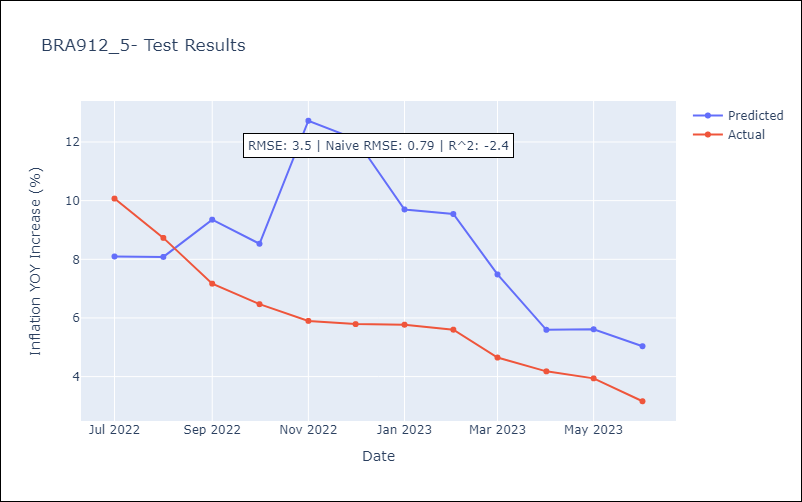 BRA912_5- Test Results
Predicted
Actual
RMSE: 3.5 | Naive RMSE: 0.79 | R^2: -2.4
Inflation YOY Increase (%)
12
10
8
6
4
Jul 2022
Sep 2022
Nov 2022
Jan 2023
Mar 2023
May 2023
Date